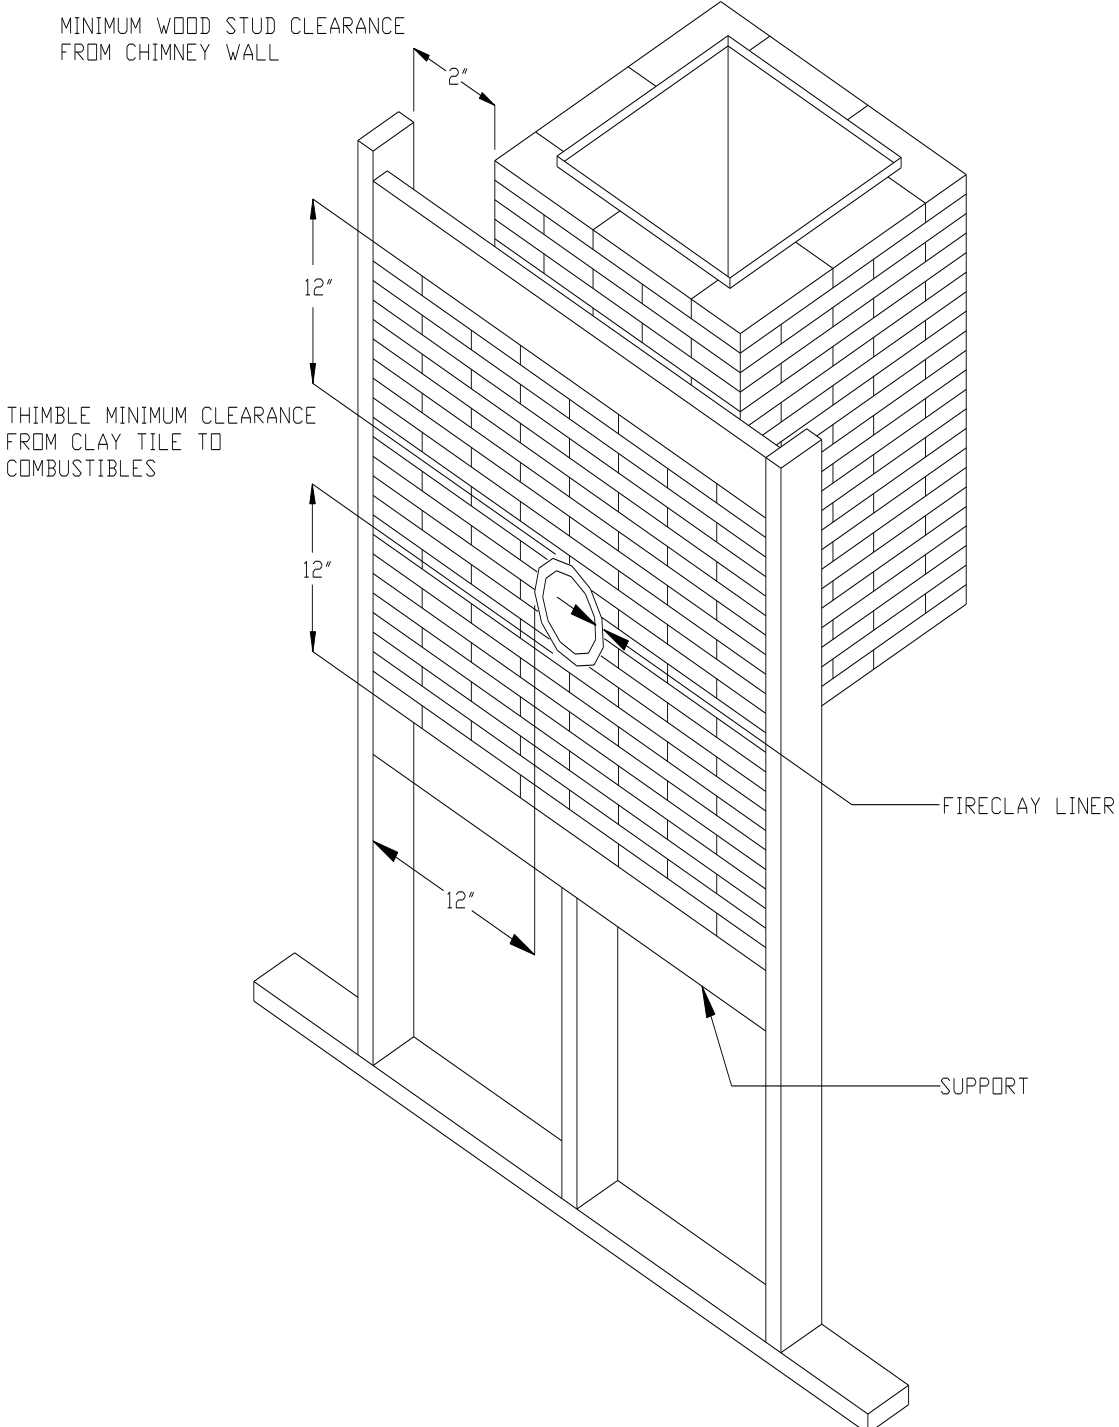 MINIMUM WOOD STUD CLEARANCE
FROM CHIMNEY WALL
2"
12"
THIMBLE MINIMUM CLEARANCE
FROM CLAY TILE TO
COMBUSTIBLES
12"
FIRECLAY LINER
12"
SUPPORT